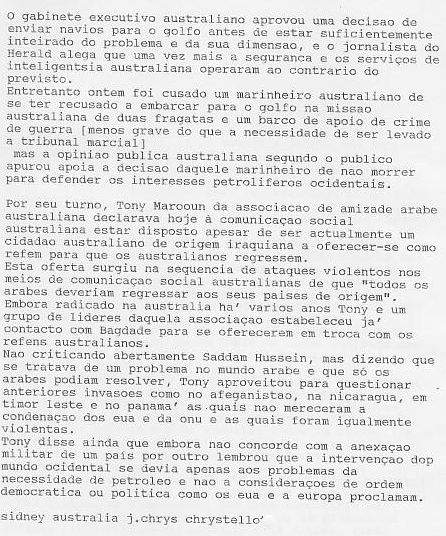 O gabinete executivo australiano aprovou uma decisao de
enviar navios para o golfo antes de estar suficientemente
inteirado do problema e da sua dimensao, e o jornalista do
Herald alega que uma vez mais a seguranca e os serviços de
inteligentsia australiana operaram ao contrario do
previsto.
Entretanto ontem foi cusado um marinheiro australiano de
se ter recusado a embarcar para o golfo na missao
australiana de duas fragatas e um barco de apoio de crime
de guerra [menos grave do que a necessidade de ser levado
a tribunal marcial]
mas a opiniao publica australiana segundo o publico
apurou apoia a decisao daquele marinheiro de nao morrer
para defender os interesses petroliferos ocidentais.
Por seu turno, Tony Marooun da associacao de amizade arabe
australiana declarava hoje à comunicaçao social
australiana estar disposto apesar de ser actualmente um
cidadao australiano de origem iraquiana a oferecer-se como
refem para que os australianos regressem.
Esta oferta surgiu na sequencia de ataques violentos nos
meios de comunicaçao social australianas de que "todos os
arabes deveriam regressar aos seus paises de origem".
Embora radicado na australia ha' varios anos Tony e um
grupo de lideres daquela associaçao estabeleceu ja'
contacto com Bagdade para se oferecerem em troca com os
refens australianos.
Nao criticando abertamente Saddam Hussein, mas dizendo que
se tratava de um problema no mundo arabe e que só os
arabes podiam resolver, Tony aproveitou para questionar
anteriores invasoes como no afeganistao, na nicaragua, em
timor leste e no panama' as quais nao mereceram a
condenaçao dos eua e da onu e as quais foram igualmente
violentas.
Tony disse ainda que embora nao concorde com a anexaçao
militar de um pais por outro lembrou que a intervençao dop
mundo ocidental se devia apenas aos problemas da
necessidade de petroleo e nao a consideraçoes de ordem
democratica ou politica como os eua e a europa proclamam.
sidney australia j.chrys chrystello'